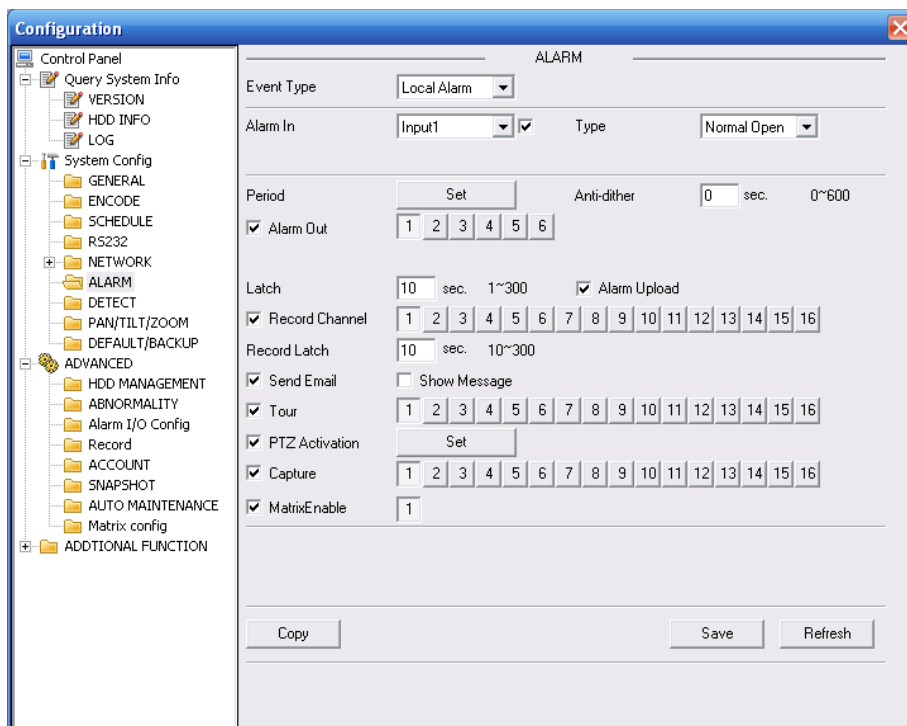 Configuration
Control Panel
Query System Info
VERSION
HDD INFO
LOG
System Config
GENERAL
ENCODE
SCHEDULE
RS232
NETWORK
ALARM
DETECT
PAN/TILT/ZOOM
DEFAULT/BACKUP
ADVANCED
HDD MANAGEMENT
ABNORMALITY
Alarm I/O Config
Record
ACCOUNT
SNAPSHOT
AUTO MAINTENANCE
Matrix config
ADDTIONAL FUNCTION
ALARM
Event Type Local Alarm
Alarm In Input1 Type Normal Open
Period Set Anti-dither 0 sec. 0~600
Alarm Out 1 2 3 4 5 6
Latch 10 sec. 1~300 Alarm Upload
Record Channel 1 2 3 4 5 6 7 8 9 10 11 12 13 14 15 16
Record Latch 10 sec. 10~300
Send Email Show Message
Tour 1 2 3 4 5 6 7 8 9 10 11 12 13 14 15 16
PTZ Activation Set
Capture 1 2 3 4 5 6 7 8 9 10 11 12 13 14 15 16
MatrixEnable 1
Copy Save Refresh